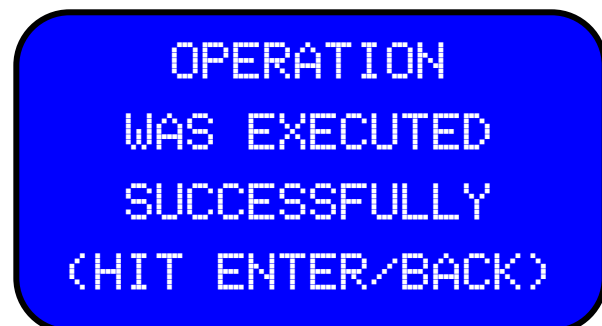 OPERATION
WAS EXECUTED
SUCCESSFULLY
(HIT ENTER/BACK)